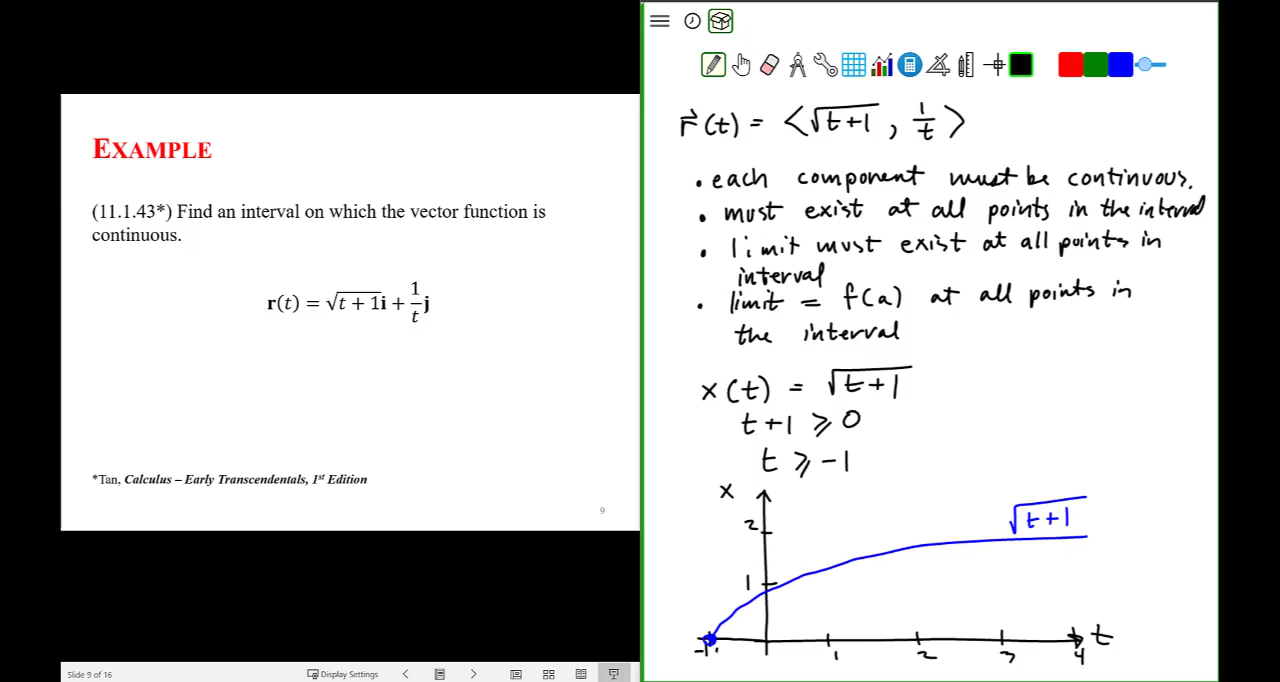 EXAMPLE
(11.1.43*) Find an interval on which the vector function is
continuous.
r(t) = √t + 1i + 1/t j
*Tan, Calculus – Early Transcendentals, 1st Edition
9
Slide 9 of 16
Display Settings
r⃗(t) = ⟨√t+1, 1/t⟩
• each component must be continuous.
• must exist at all points in the interval
• limit must exist at all points in
interval
• limit = f(a) at all points in
the interval
x(t) = √t+1
t+1 ⩾ 0
t ⩾ -1
x
√t+1
2
1
-1 1 2 3 4 t